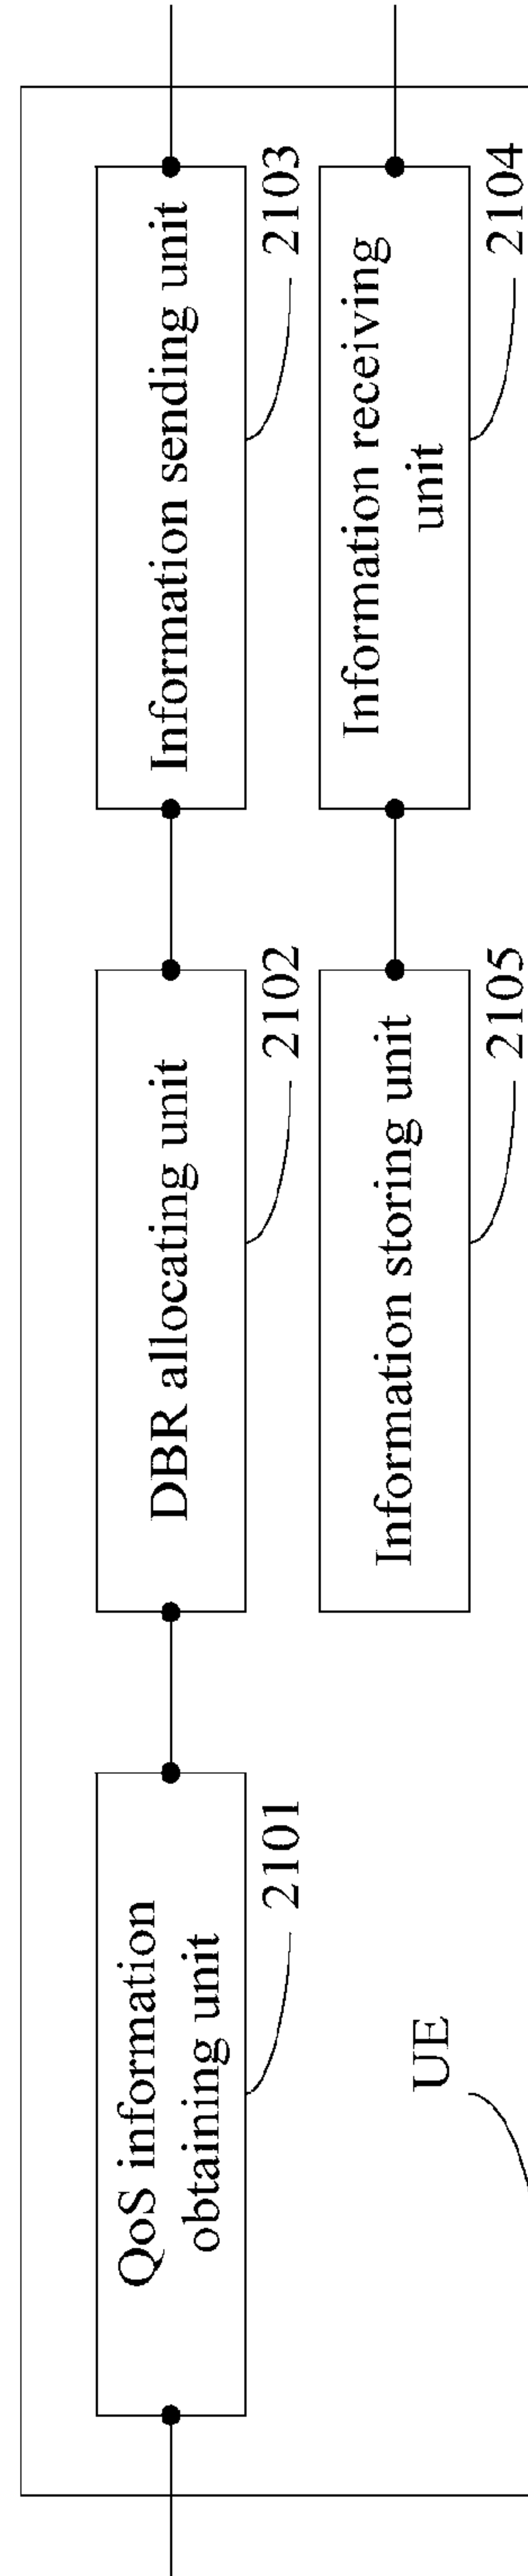 QoS information
obtaining unit
2101
DBR allocating unit
2102
Information sending unit
2103
Information storing unit
2105
Information receiving
unit
2104
UE